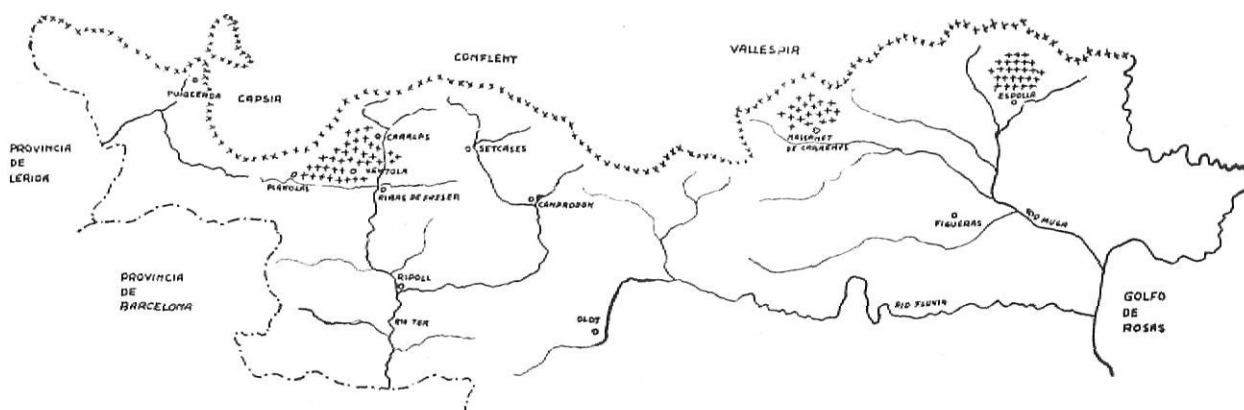 CONFLENT
VALLESPIR
PUIGCERDA
CAPSIA
ESPOLLA
PROVINCIA
DE
LERIDA
CARALPS
SETCASES
MASSANET
DE CABRENYS
PLANOLAS
VENTOLA
RIBAS DE FRESER
CAMPRODON
FIGUERAS
RIO MUGA
PROVINCIA
DE
BARCELONA
RIPOLL
RIO TER
OLOT
RIO FLUVIA
GOLFO
DE
ROSAS